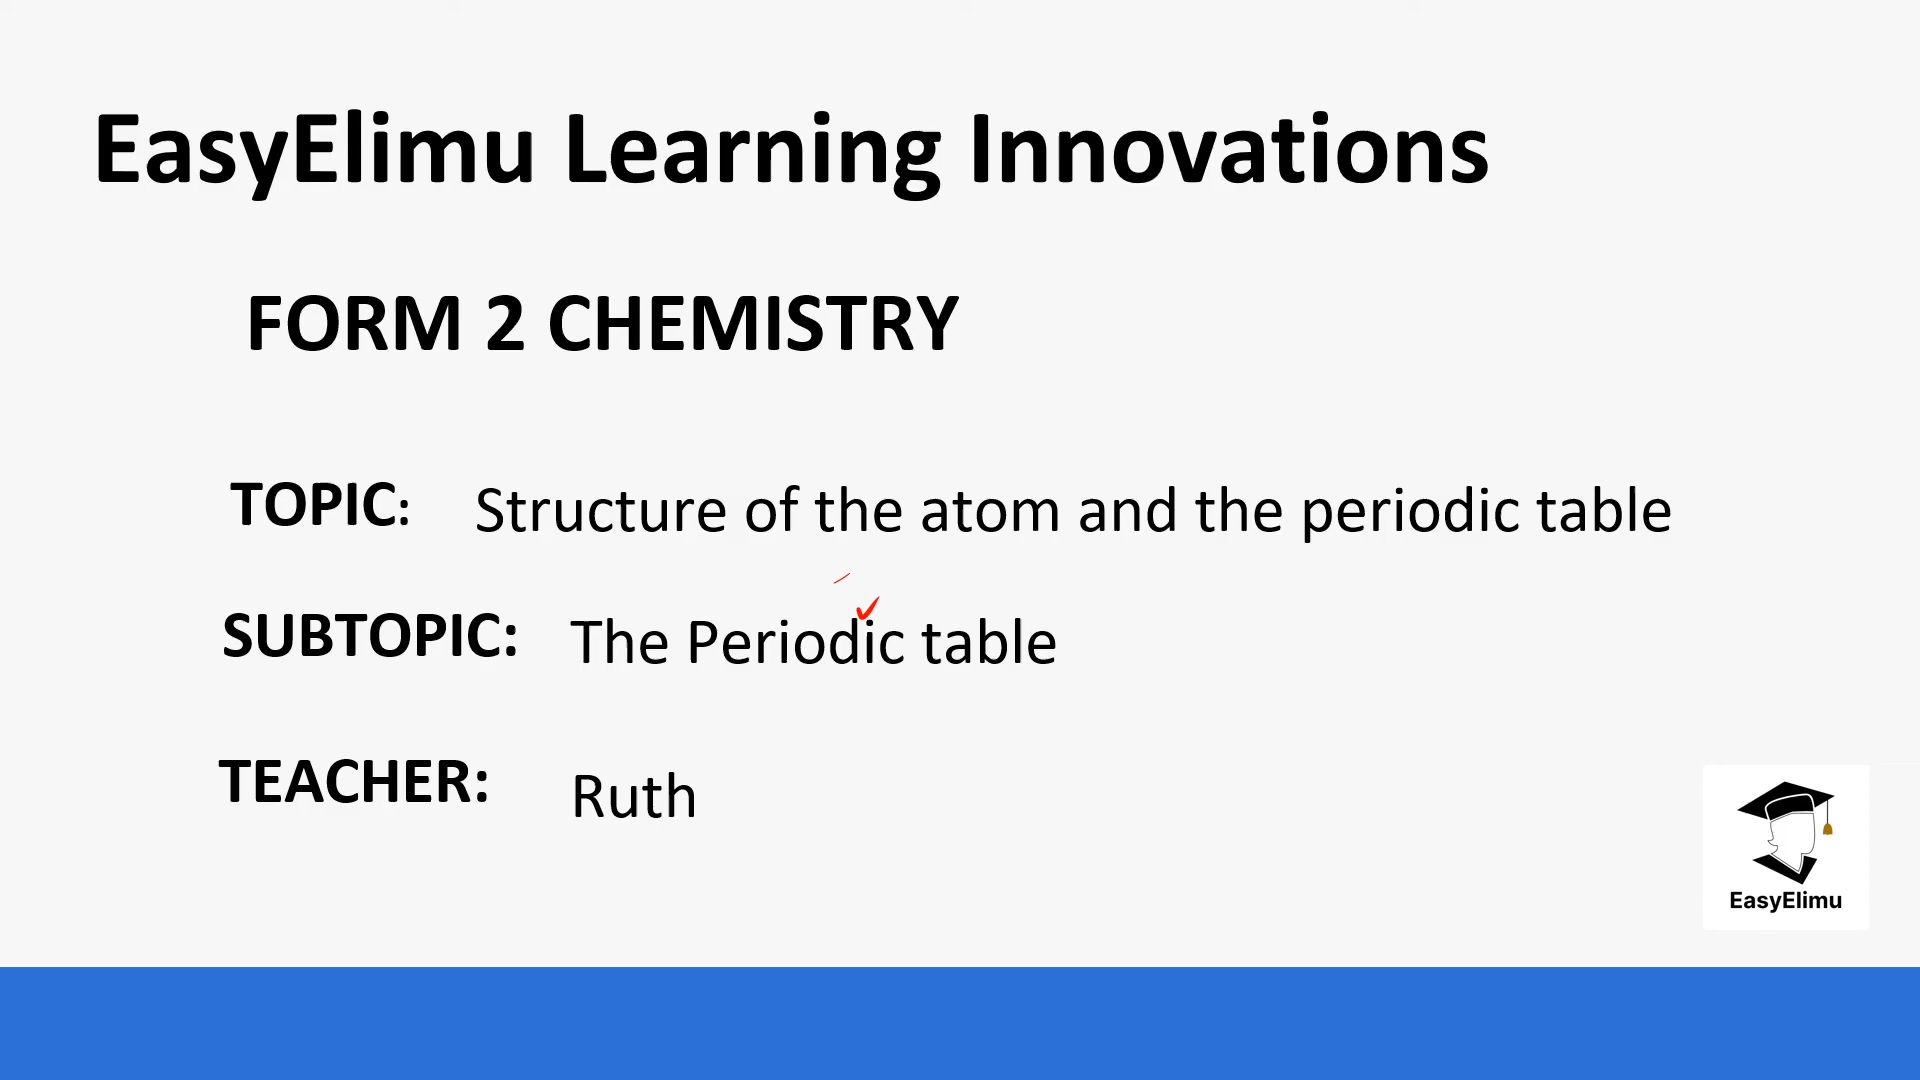 EasyElimu Learning Innovations
FORM 2 CHEMISTRY
TOPIC: Structure of the atom and the periodic table
SUBTOPIC: The Periodic table
TEACHER: Ruth
EasyElimu